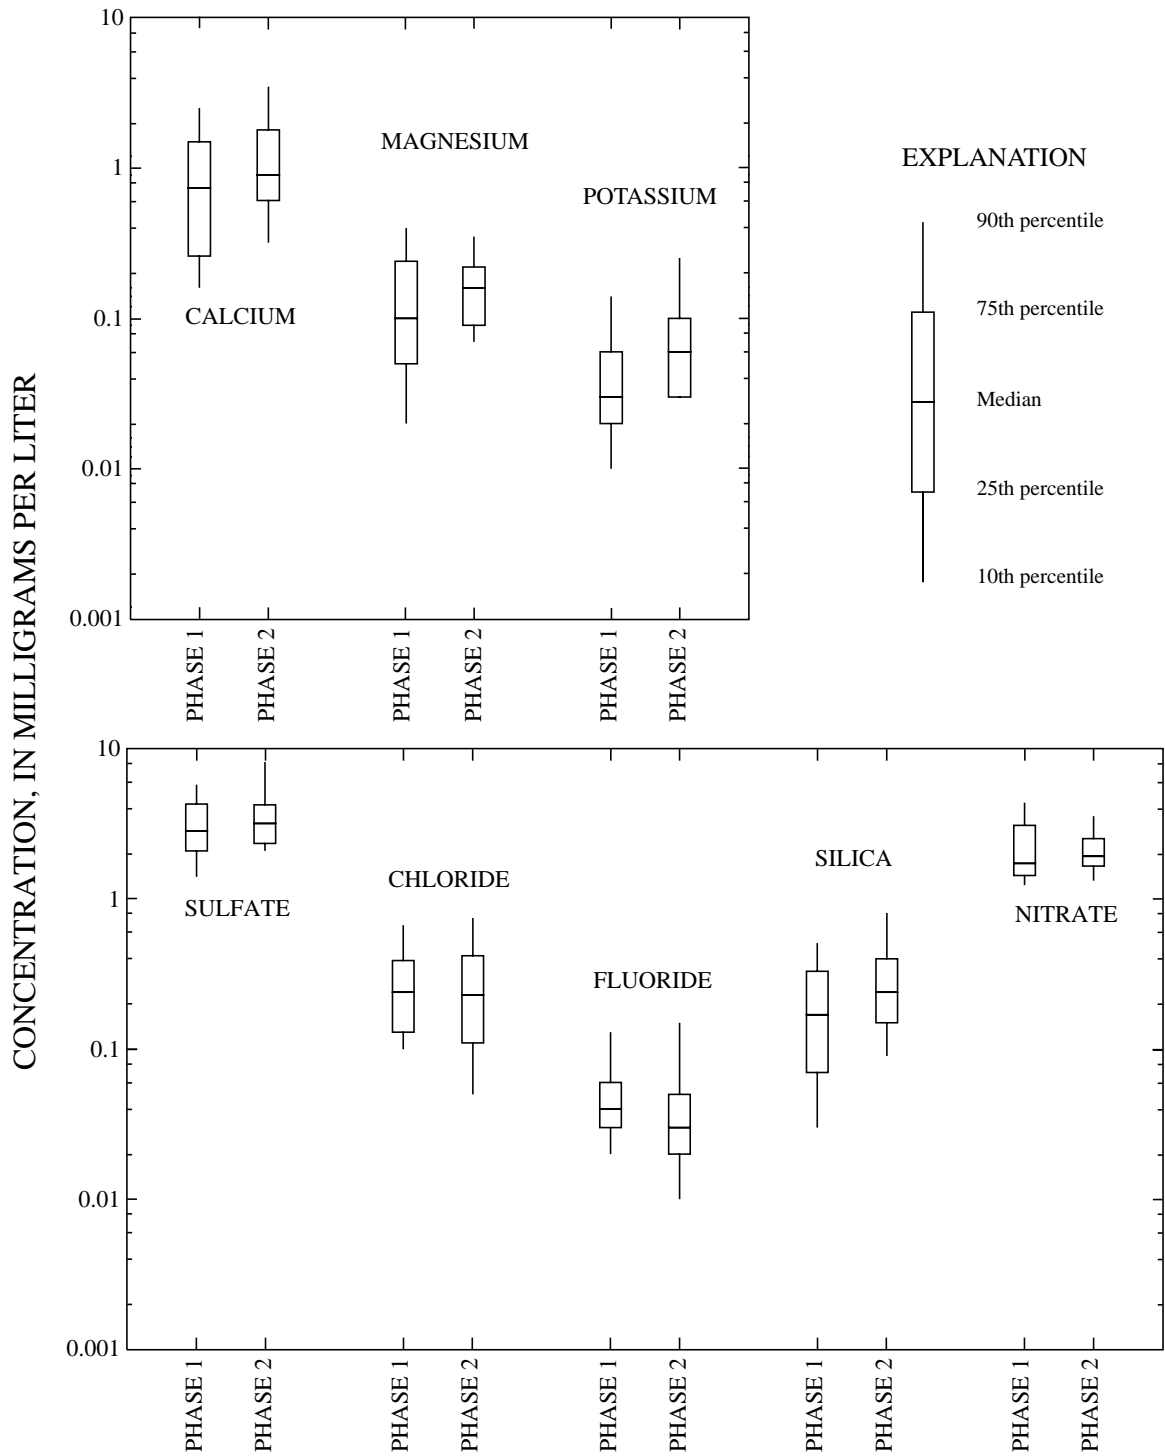 CONCENTRATION, IN MILLIGRAMS PER LITER
10
1
0.1
0.01
0.001
CALCIUM
MAGNESIUM
POTASSIUM
PHASE 1
PHASE 2
PHASE 1
PHASE 2
PHASE 1
PHASE 2
EXPLANATION
90th percentile
75th percentile
Median
25th percentile
10th percentile
10
1
0.1
0.01
0.001
SULFATE
CHLORIDE
FLUORIDE
SILICA
NITRATE
PHASE 1
PHASE 2
PHASE 1
PHASE 2
PHASE 1
PHASE 2
PHASE 1
PHASE 2
PHASE 1
PHASE 2